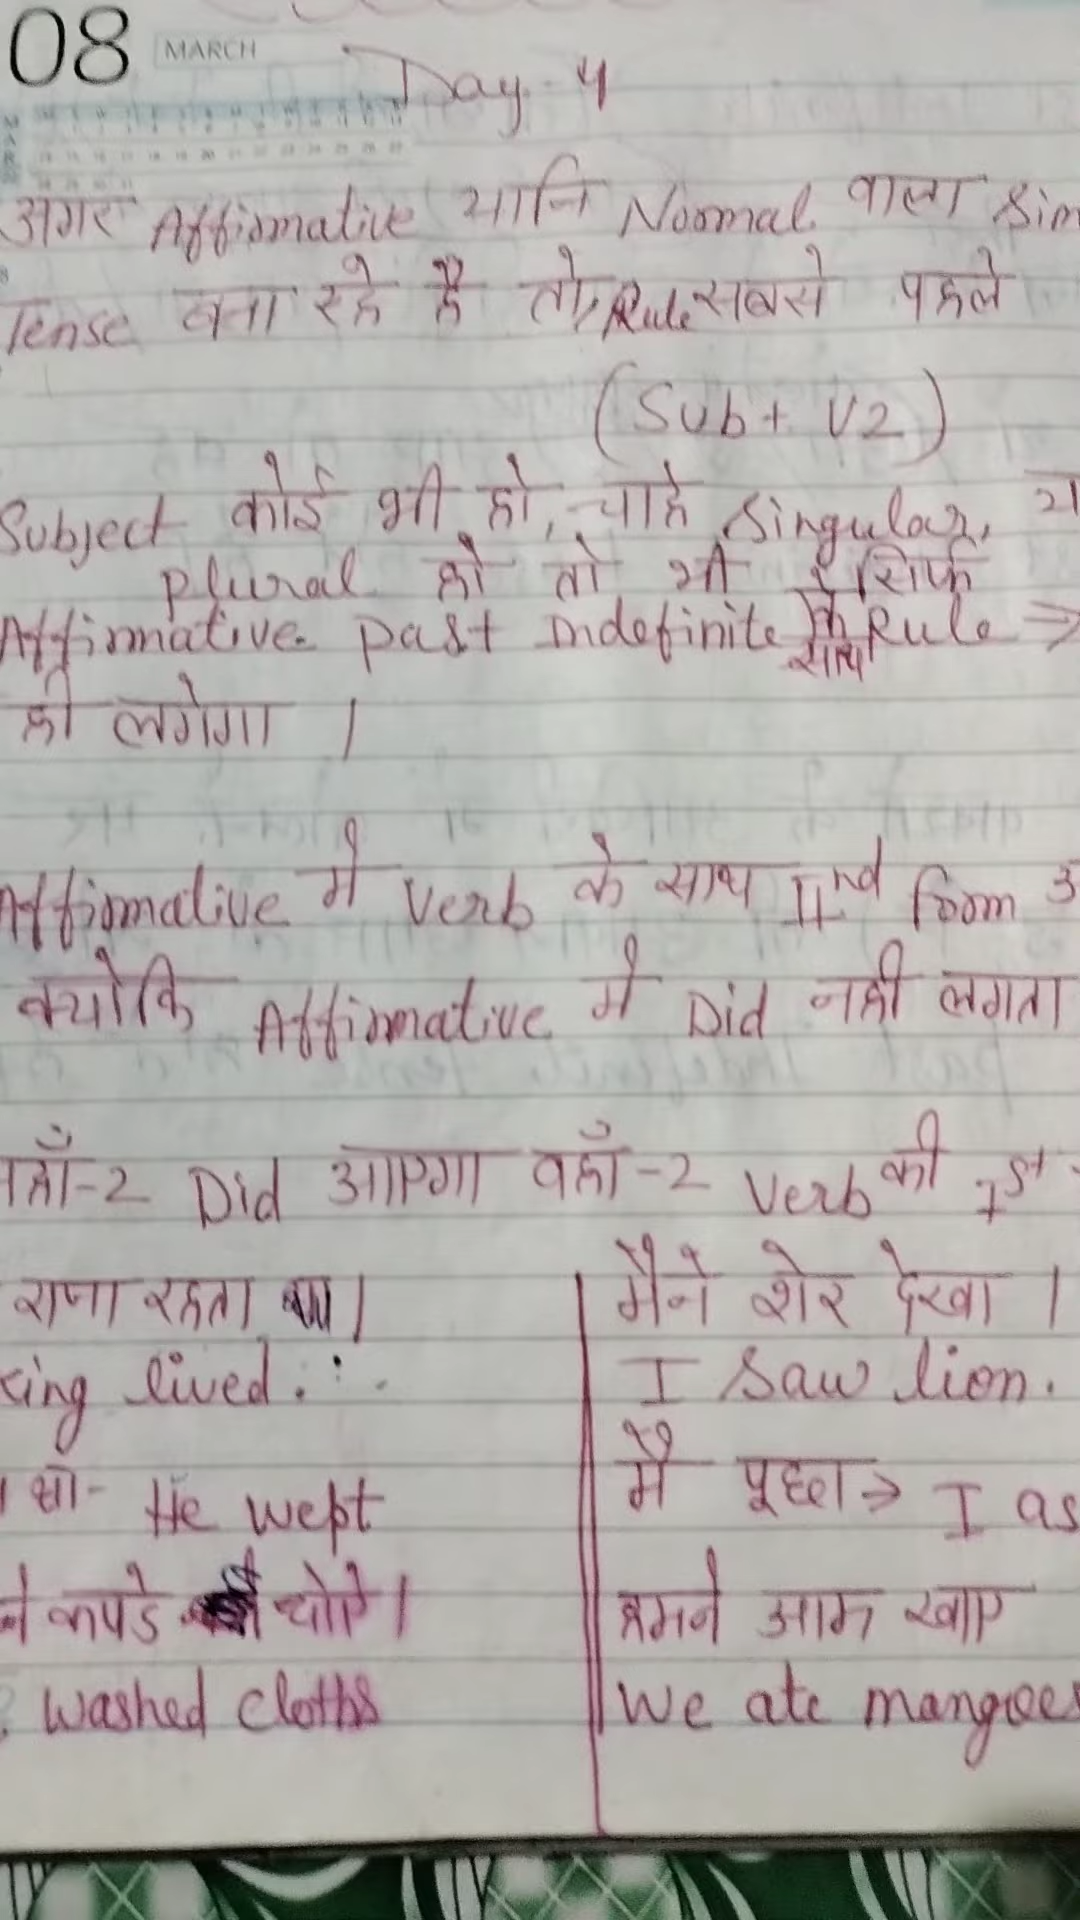 08 MARCH
Day-4
अगर Affirmative यानि Normal वाला Sim
Tense बना रहे है तो, Rule सबसे पहले
(Sub + V2)
Subject कोई भी हो, चाहे Singular, या
plural हो तो भी सिर्फ
Affirmative past indefinite के साथ Rule ⇒
ही लगेगा ।
Affirmative मे verb के साथ IInd from
क्योकि Affirmative मे Did नही लगता
जहाँ-2 Did आएगा वहाँ-2 verb की Ist
राजा रहता था।
king lived.
थो- He wept
ने कपडे धोऐ।
washed cloths
मैने शेर देखा ।
I saw lion.
मै पूछा ⇒ I as
हमने आम खाए
We ate mangoes